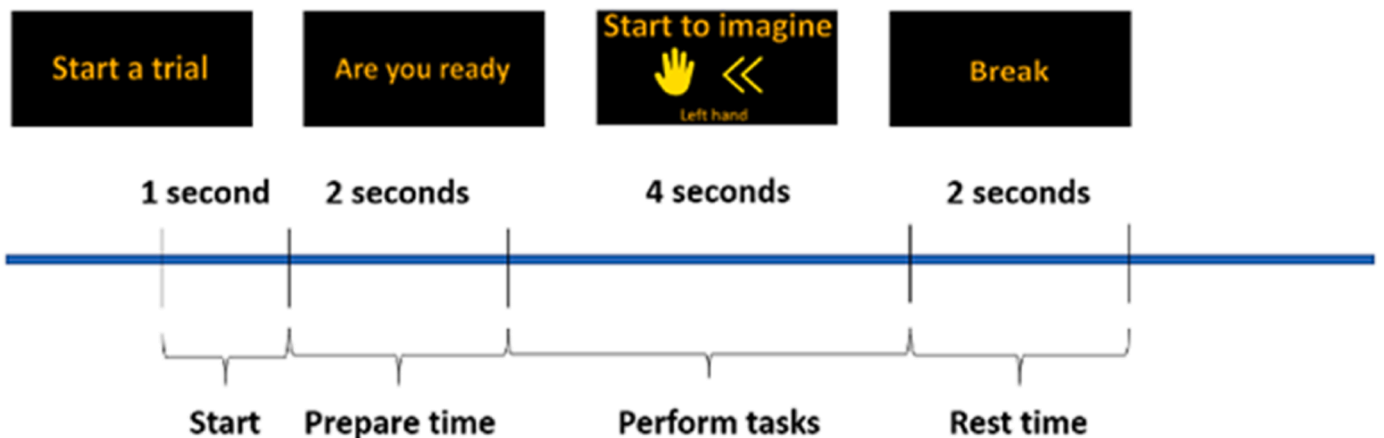 Start a trial
Are you ready
Start to imagine
Left hand
Break
1 second
2 seconds
4 seconds
2 seconds
Start
Prepare time
Perform tasks
Rest time